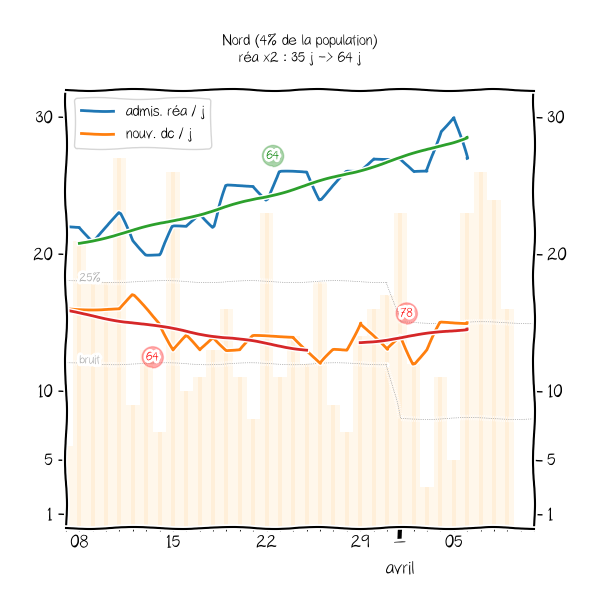 Nord (4% de la population)
réa x2 : 35 j -> 64 j
admis. réa / j
nouv. dc / j
30
30
64
20
20
25%
78
64
bruit
10
10
5
5
1
1
08 15 22 29 1 05
avril